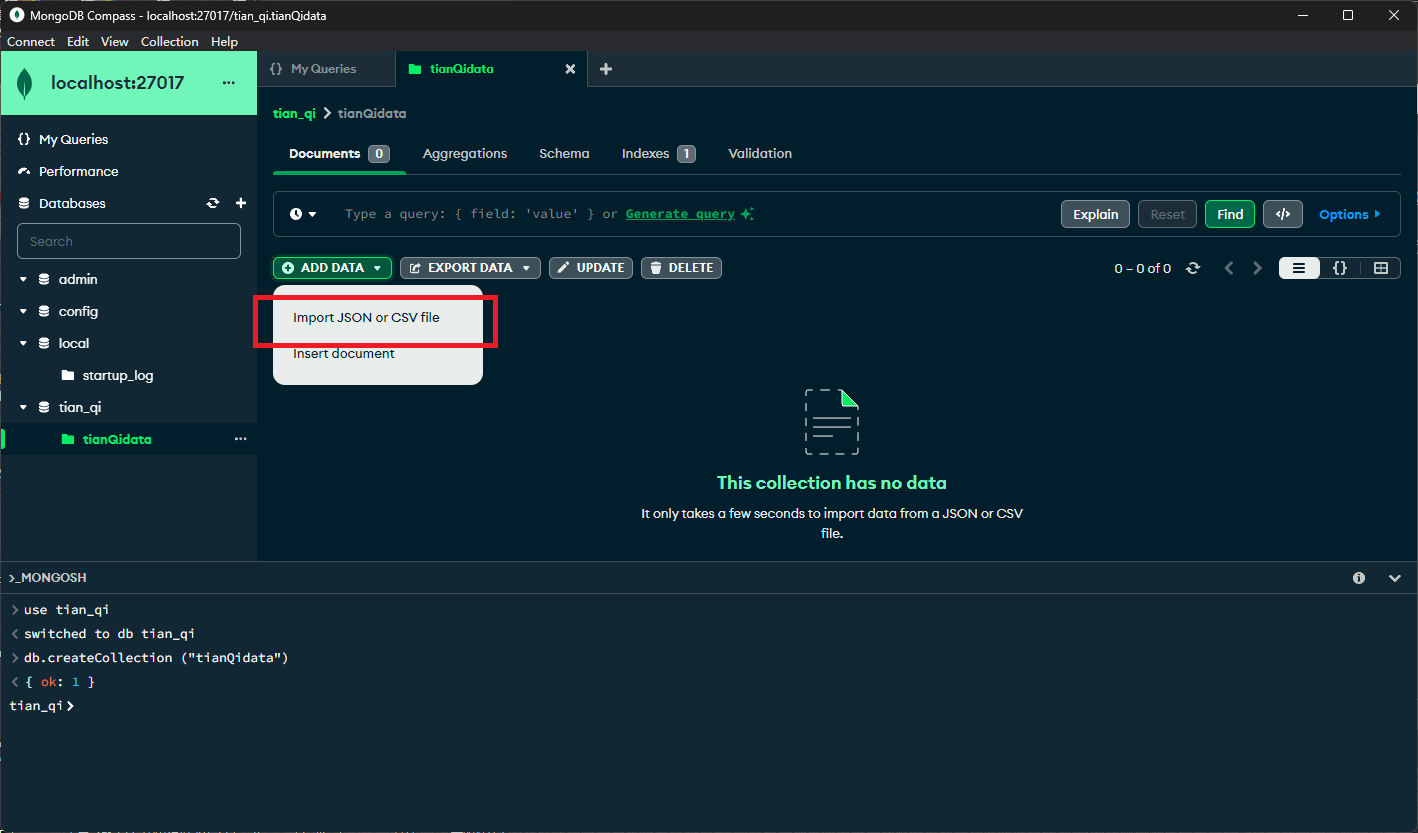 MongoDB Compass - localhost:27017/tian_qi.tianQidata
Connect Edit View Collection Help
localhost:27017
My Queries
Performance
Databases
Search
admin
config
local
startup_log
tian_qi
tianQidata
{} My Queries
tianQidata
tian_qi > tianQidata
Documents 0 Aggregations Schema Indexes 1 Validation
Type a query: { field: 'value' } or Generate query
Explain Reset Find </> Options
ADD DATA EXPORT DATA UPDATE DELETE
0 – 0 of 0
Import JSON or CSV file
Insert document
This collection has no data
It only takes a few seconds to import data from a JSON or CSV
file.
>_MONGOSH
> use tian_qi
< switched to db tian_qi
> db.createCollection ("tianQidata")
< { ok: 1 }
tian_qi>